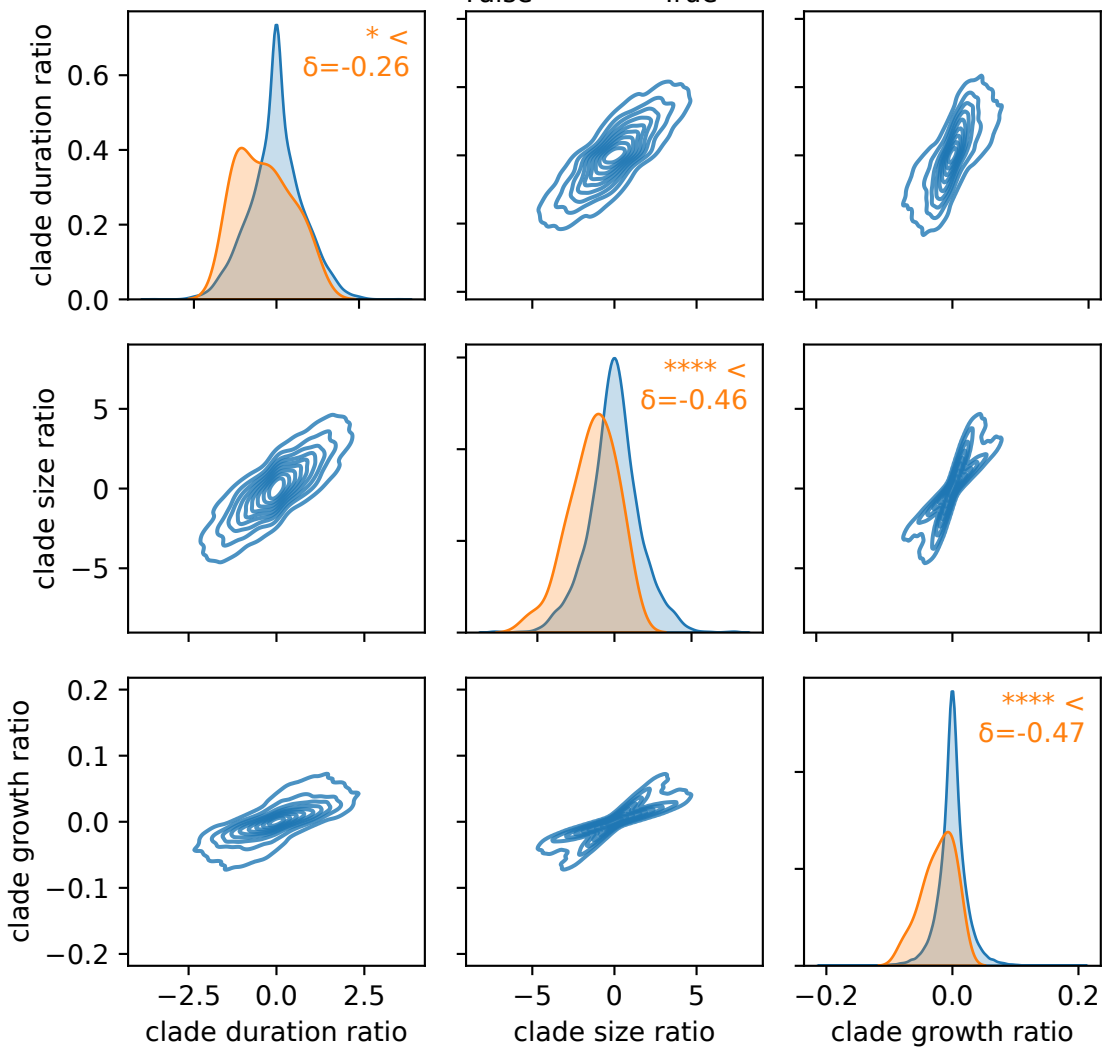 clade duration ratio
0.6
0.4
0.2
0.0
* <
δ=-0.26
clade size ratio
5
0
−5
**** <
δ=-0.46
clade growth ratio
0.2
0.1
0.0
−0.1
−0.2
**** <
δ=-0.47
−2.5 0.0 2.5
−5 0 5
−0.2 0.0 0.2
clade duration ratio
clade size ratio
clade growth ratio